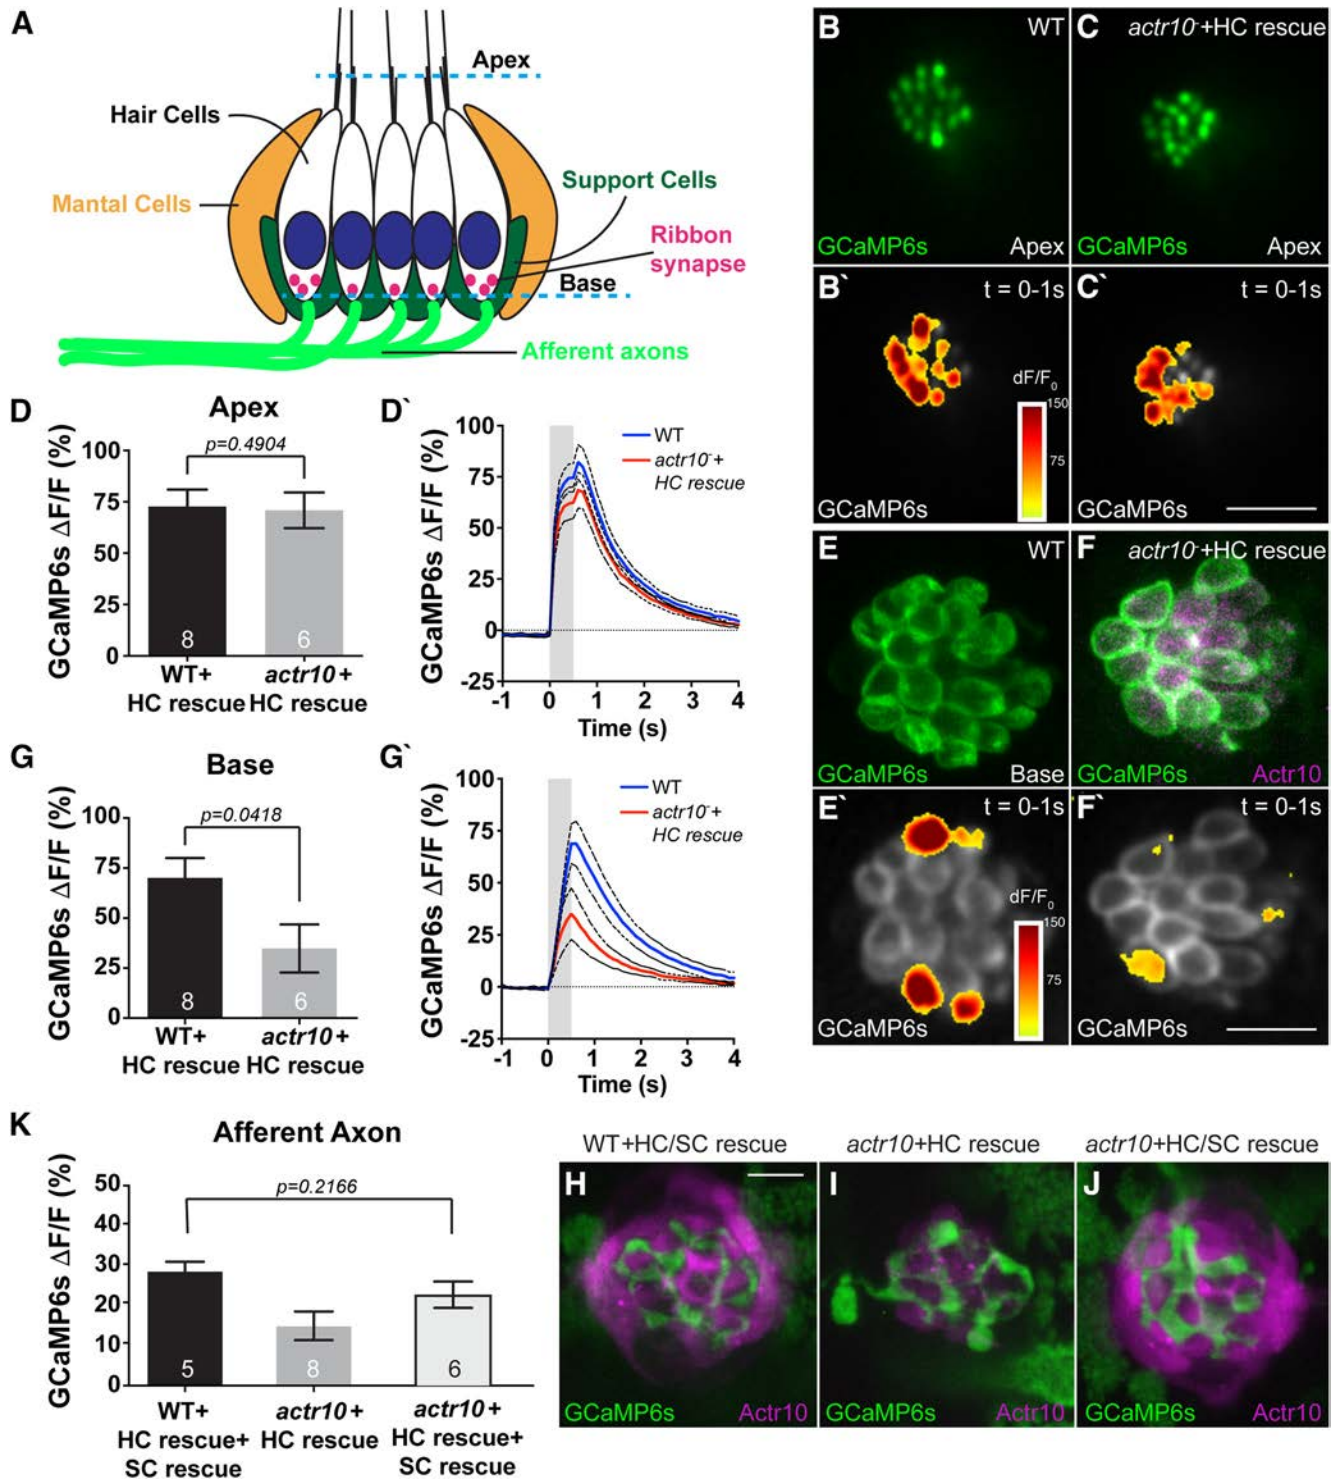 A
Apex
Hair Cells
Mantal Cells
Support Cells
Ribbon
synapse
Base
Afferent axons
B
WT
GCaMP6s
Apex
C
actr10⁻+HC rescue
GCaMP6s
Apex
B`
t = 0-1s
dF/F₀
150
75
GCaMP6s
C`
t = 0-1s
GCaMP6s
D
Apex
GCaMP6s ΔF/F (%)
100
75
50
25
0
p=0.4904
8
6
WT+
HC rescue
actr10+
HC rescue
D`
GCaMP6s ΔF/F (%)
100
75
50
25
0
-25
WT
actr10⁻+
HC rescue
-1
0
1
2
3
4
Time (s)
E
WT
GCaMP6s
Base
F
actr10⁻+HC rescue
GCaMP6s
Actr10
E`
t = 0-1s
dF/F₀
150
75
GCaMP6s
F`
t = 0-1s
GCaMP6s
G
Base
GCaMP6s ΔF/F (%)
100
75
50
25
0
p=0.0418
8
6
WT+
HC rescue
actr10+
HC rescue
G`
GCaMP6s ΔF/F (%)
100
75
50
25
0
-25
WT
actr10⁻+
HC rescue
-1
0
1
2
3
4
Time (s)
K
Afferent Axon
GCaMP6s ΔF/F (%)
50
40
30
20
10
0
p=0.2166
5
8
6
WT+
HC rescue+
SC rescue
actr10+
HC rescue
actr10+
HC rescue+
SC rescue
WT+HC/SC rescue
H
GCaMP6s
Actr10
actr10+HC rescue
I
GCaMP6s
Actr10
actr10+HC/SC rescue
J
GCaMP6s
Actr10